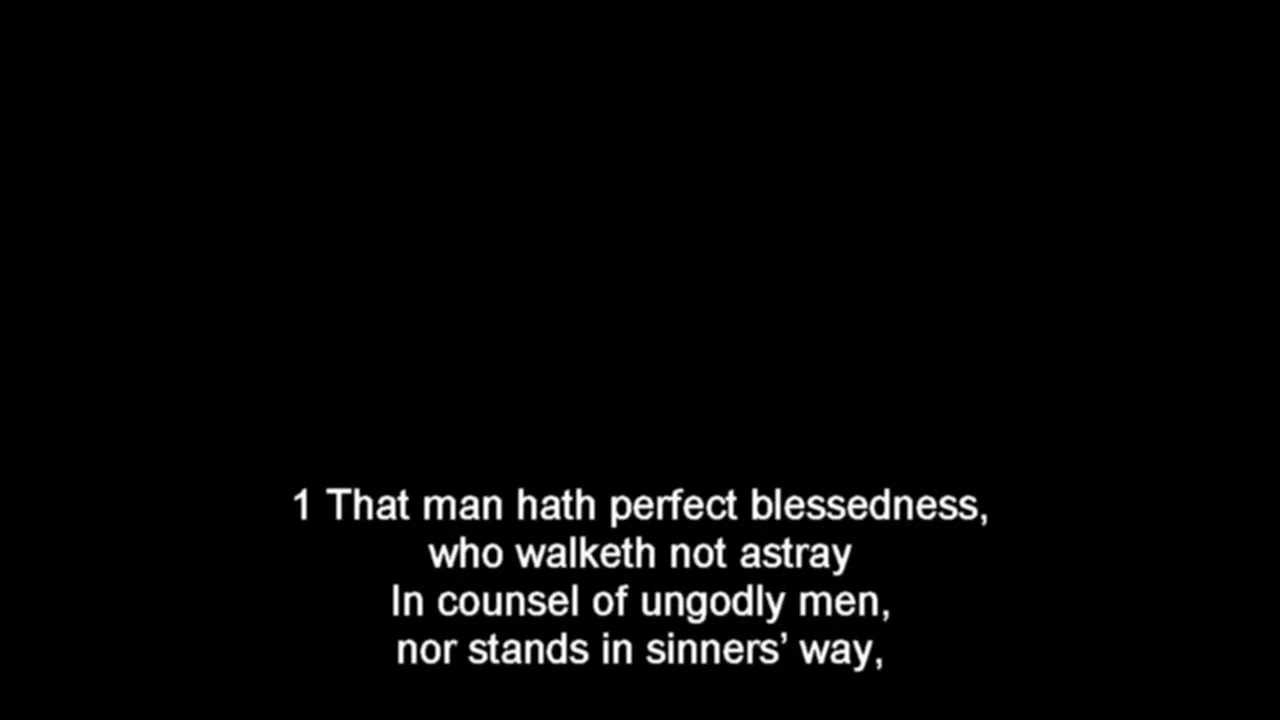 1 That man hath perfect blessedness,
who walketh not astray
In counsel of ungodly men,
nor stands in sinners’ way,